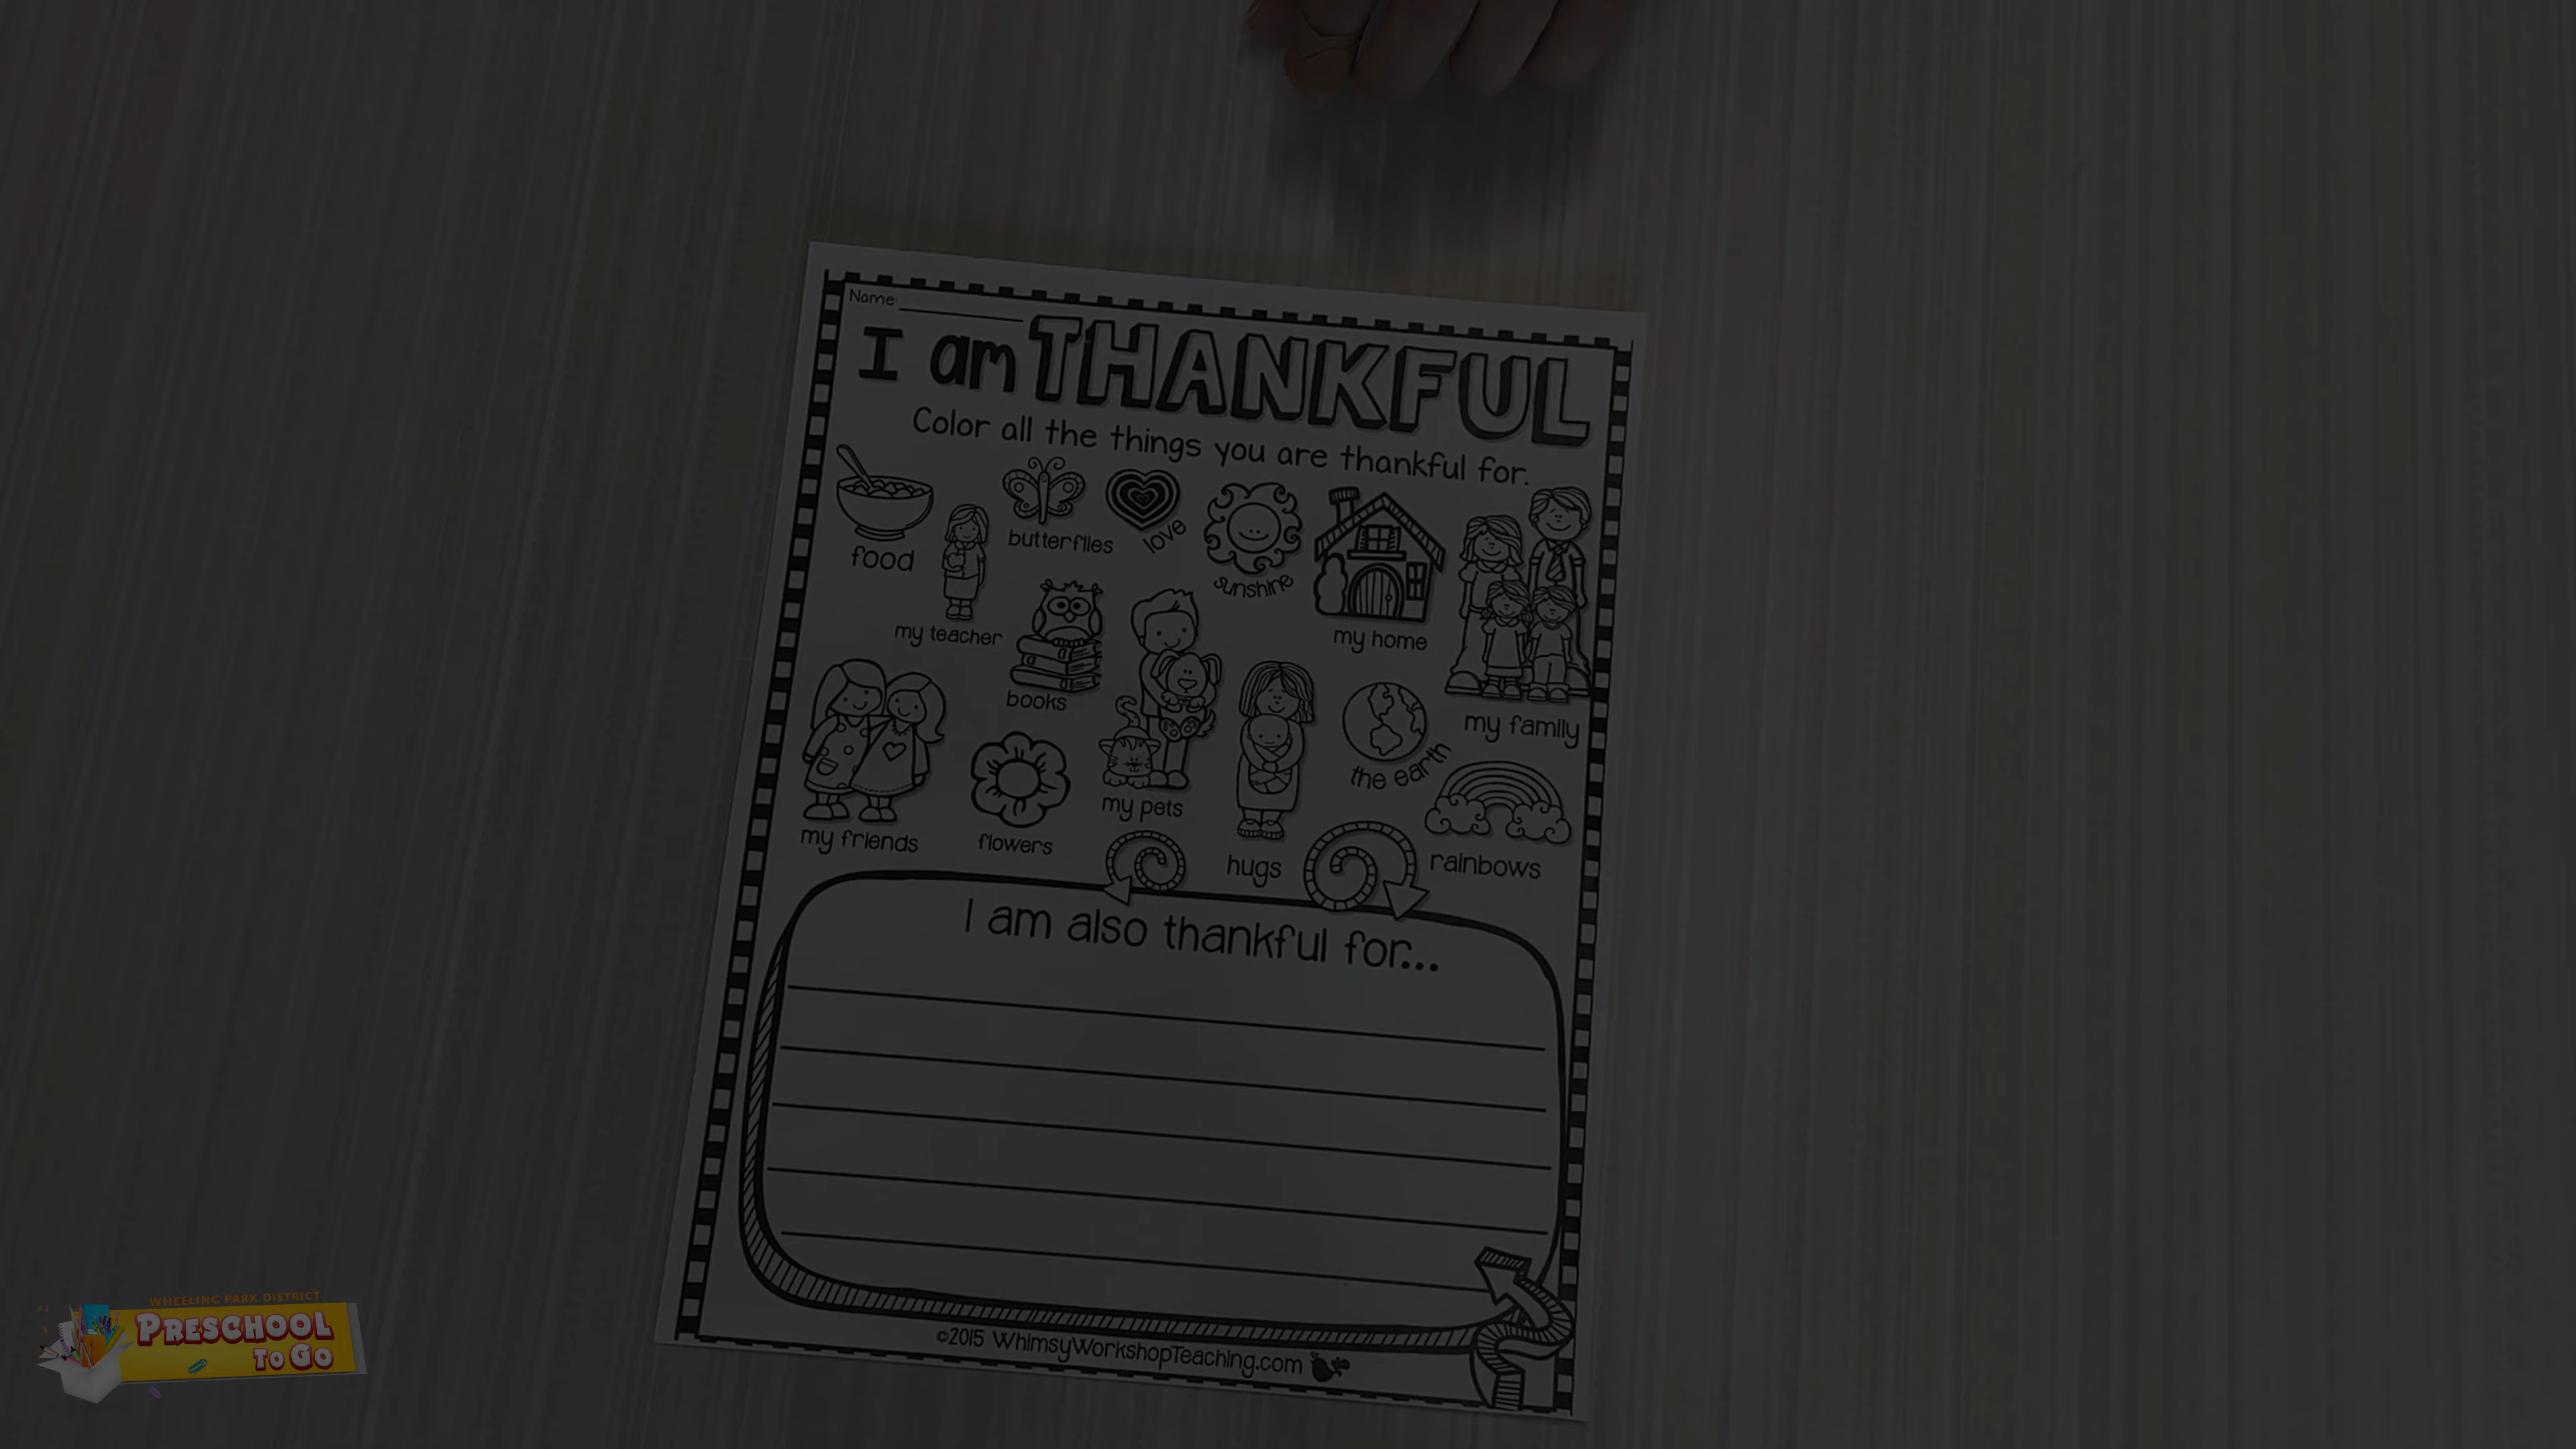 Name
I am THANKFUL
Color all the things you are thankful for.
food
my teacher
butterflies
love
sunshine
my home
my family
books
my friends
flowers
my pets
hugs
the earth
rainbows
I am also thankful for...
©2015 WhimsyWorkshopTeaching.com
WHEELING PARK DISTRICT
PRESCHOOL
TO GO